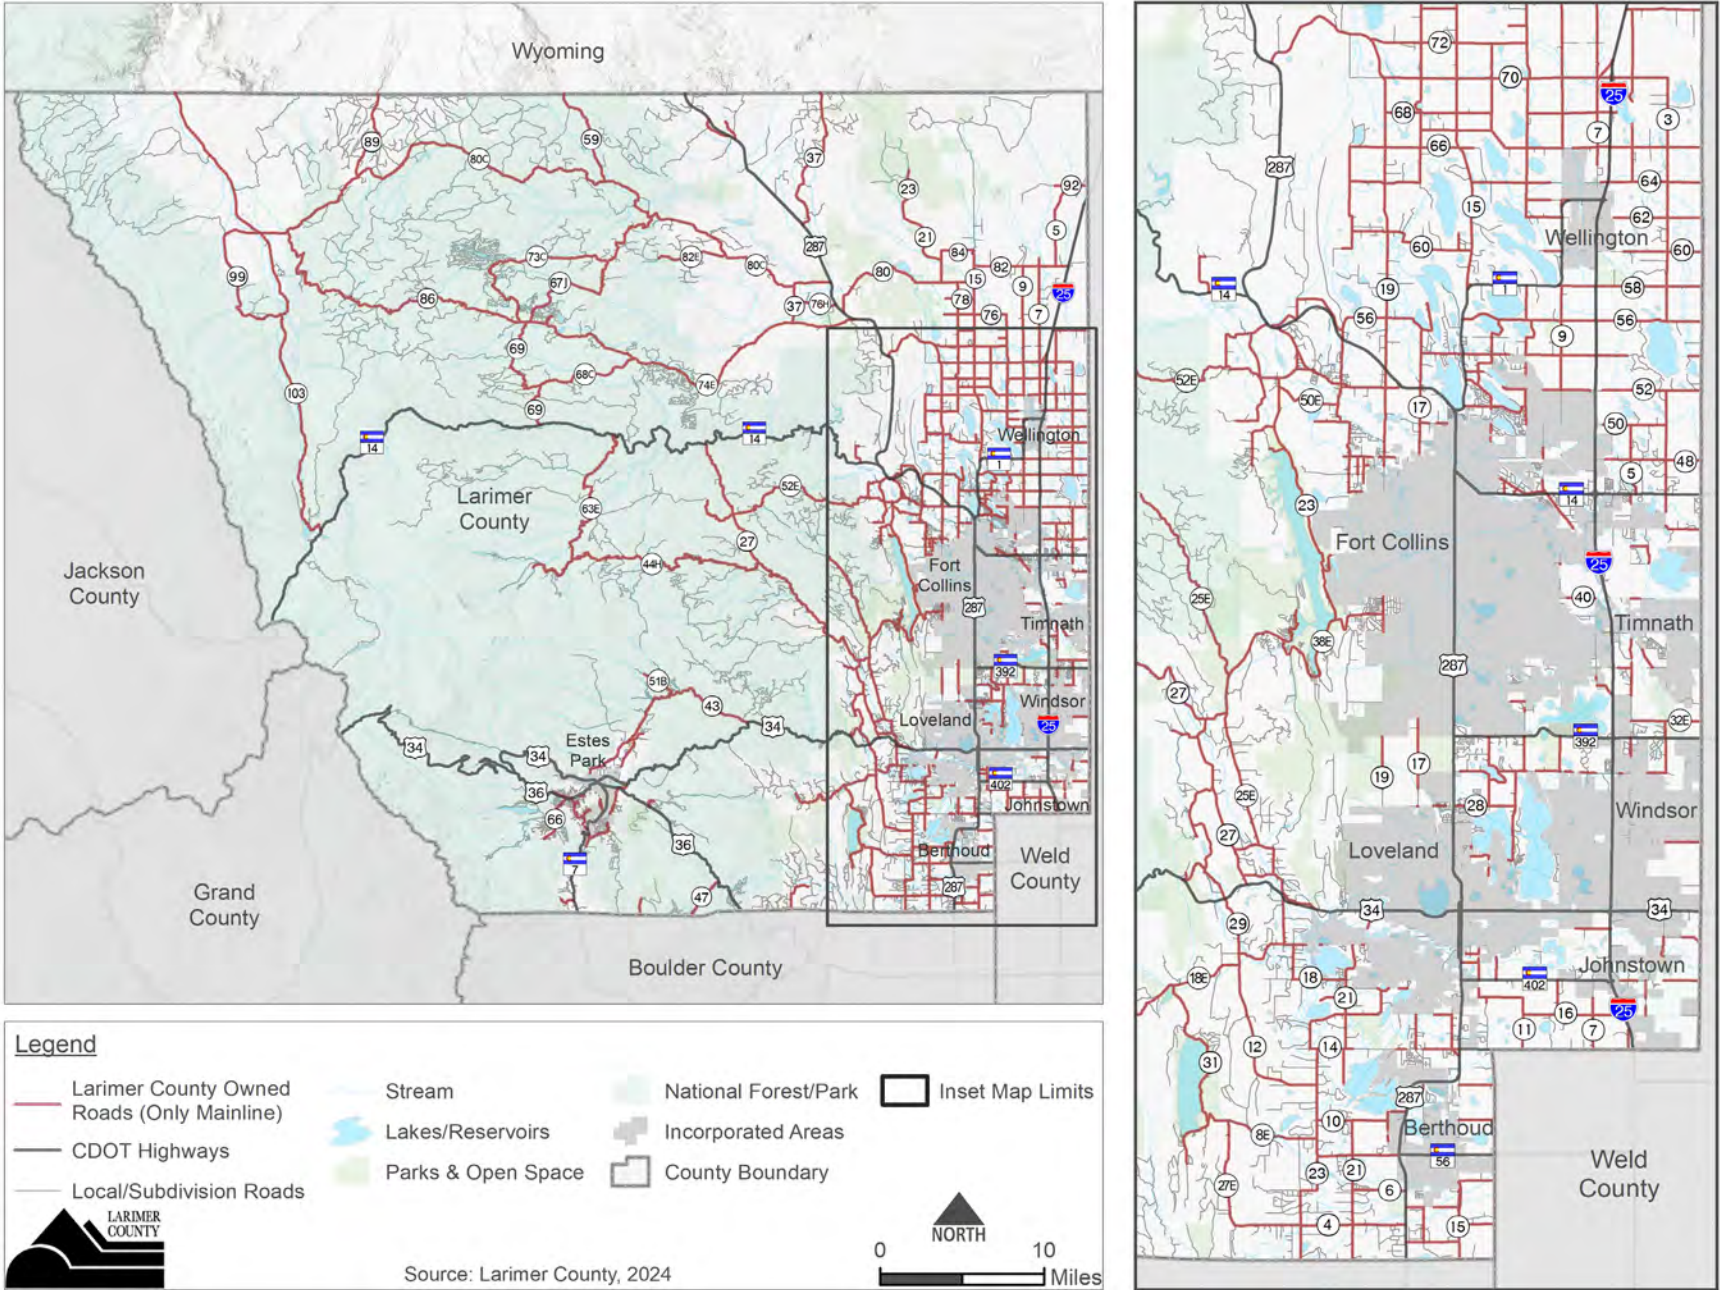 Wyoming
89
80C
59
37
23
92
21
5
287
84
73C
82E
80C
80
15
82
99
67J
9
25
86
37
76H
78
76
7
69
74E
68C
103
69
14
14
Wellington
1
Larimer
County
52E
63E
27
44H
Fort
Collins
Jackson
County
287
Timnath
392
51B
43
Windsor
Loveland
34
25
34
34
Estes
Park
36
402
Johnstown
66
36
7
Berthoud
Weld
County
287
47
Grand
County
Boulder County
72
70
25
68
3
7
66
287
64
15
62
Wellington
60
60
14
1
19
58
56
56
9
52E
52
50E
17
50
48
5
14
23
Fort Collins
25
25E
40
Timnath
38E
287
27
32E
392
17
19
25E
28
Windsor
27
Loveland
34
34
29
Johnstown
18E
18
402
21
25
16
11
7
12
14
31
287
10
Berthoud
8E
56
23
21
27E
6
4
15
Weld
County
Legend
Larimer County Owned
Roads (Only Mainline)
CDOT Highways
Local/Subdivision Roads
Stream
Lakes/Reservoirs
Parks & Open Space
National Forest/Park
Incorporated Areas
County Boundary
Inset Map Limits
LARIMER
COUNTY
Source: Larimer County, 2024
NORTH
0 10
Miles